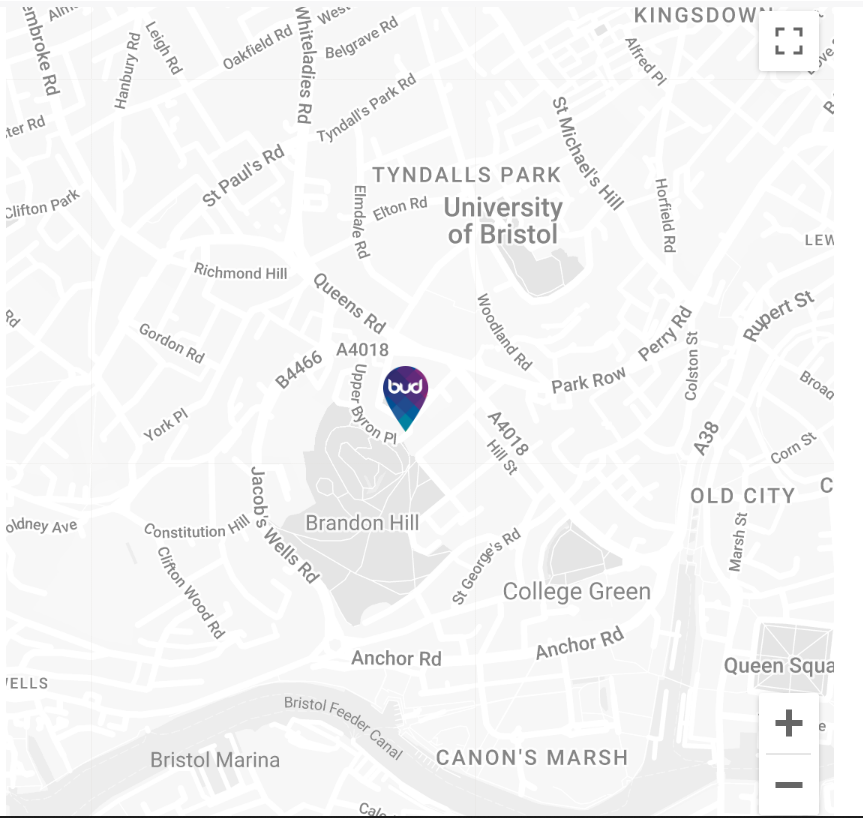 Alm
West
KINGSDOWN
embroke Rd
Hanbury Rd
Leigh Rd
Oakfield Rd
Whiteladies Rd
Belgrave Rd
Alfred Pl
Love
B
ter Rd
Tyndall's Park Rd
St Michael's Hill
St Paul's Rd
TYNDALLS PARK
Clifton Park
Elmdale Rd
Elton Rd
University
of Bristol
Horfield Rd
LEW
Richmond Hill
Queens Rd
Rd
Gordon Rd
A4018
B4466
Woodland Rd
Perry Rd
Rupert St
Colston St
Park Row
bud
Upper Byron Pl
Broad
York Pl
A4018
Hill St
A38
Corn St
OLD CITY
C
Jacob's Wells Rd
oldney Ave
Constitution Hill
Brandon Hill
Marsh St
Clifton Wood Rd
St George's Rd
College Green
Anchor Rd
Anchor Rd
Queen Squa
WELLS
Bristol Feeder Canal
+
e
Bristol Marina
CANON'S MARSH
−
Cale